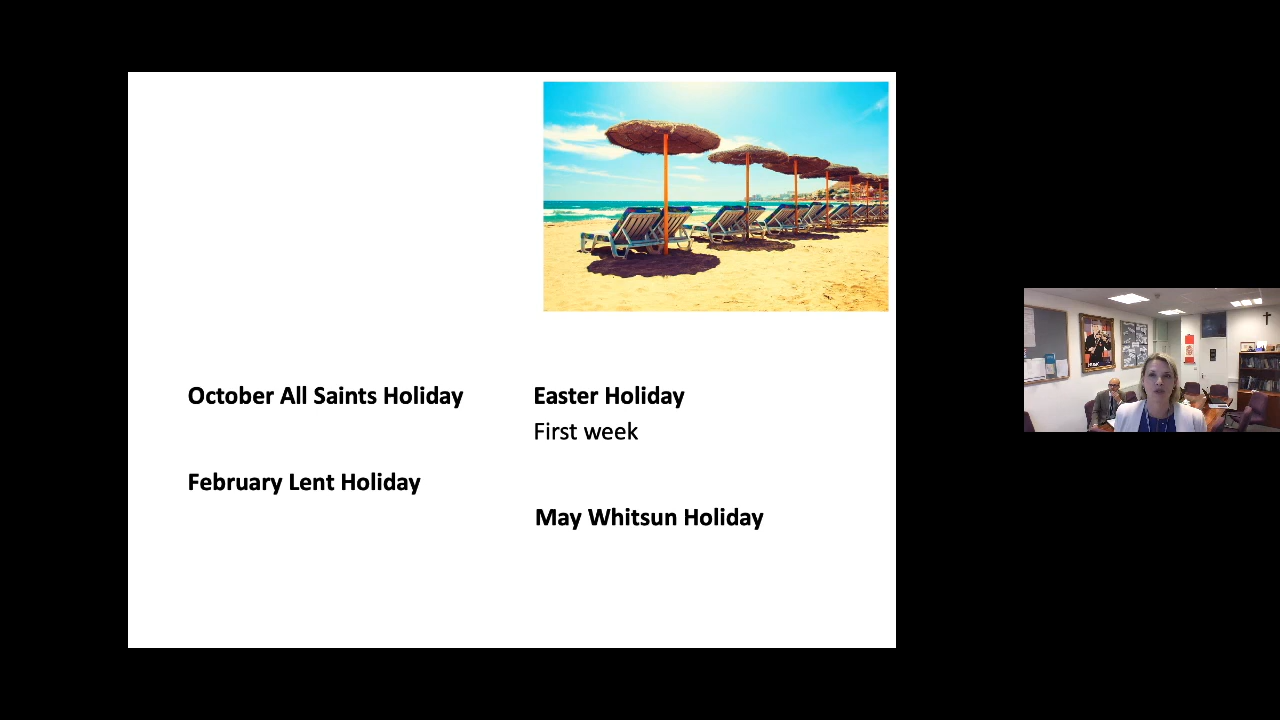 October All Saints Holiday
February Lent Holiday
Easter Holiday
First week
May Whitsun Holiday